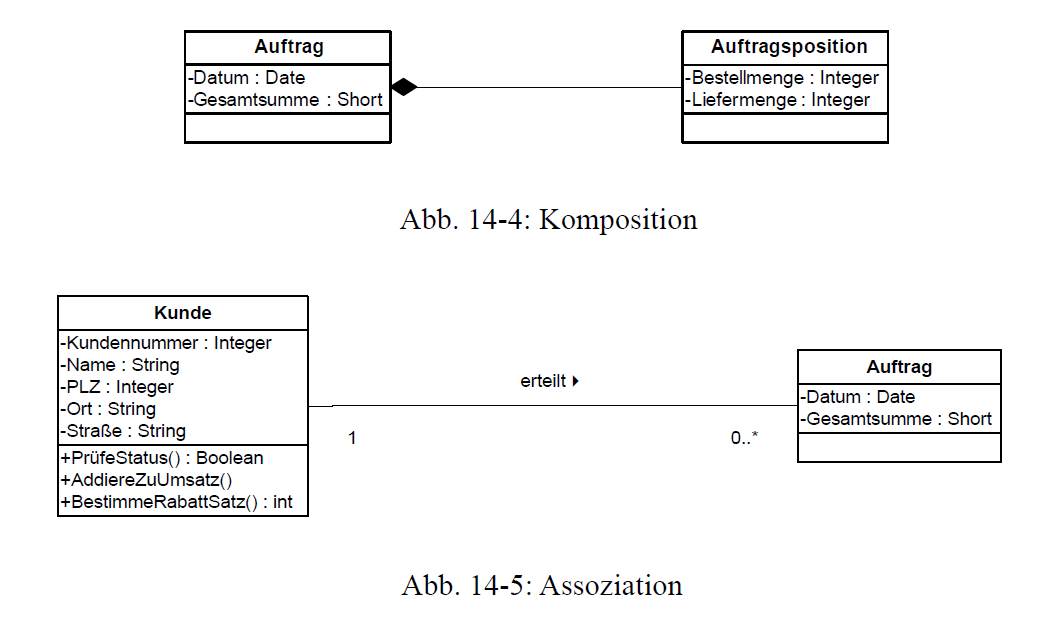 Auftrag
-Datum : Date
-Gesamtsumme : Short
Auftragsposition
-Bestellmenge : Integer
-Liefermenge : Integer
Abb. 14-4: Komposition
Kunde
-Kundennummer : Integer
-Name : String
-PLZ : Integer
-Ort : String
-Straße : String
+PrüfeStatus() : Boolean
+AddiereZuUmsatz()
+BestimmeRabattSatz() : int
erteilt
1
0..*
Auftrag
-Datum : Date
-Gesamtsumme : Short
Abb. 14-5: Assoziation